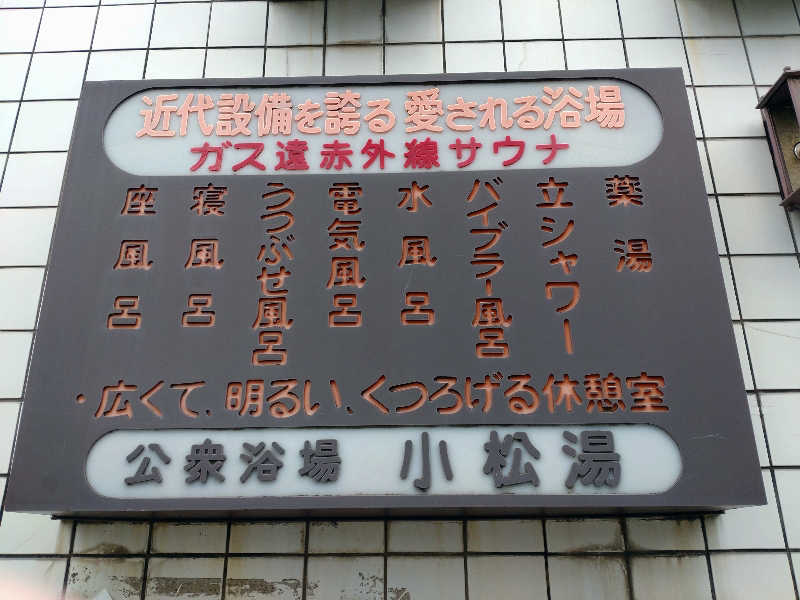 近代設備を誇る 愛される浴場
ガス遠赤外線サウナ
薬湯
立シャワー
バイブラー風呂
水風呂
電気風呂
うつぶせ風呂
寝風呂
座風呂
・広くて、明るい、くつろげる休憩室
公衆浴場 小松湯